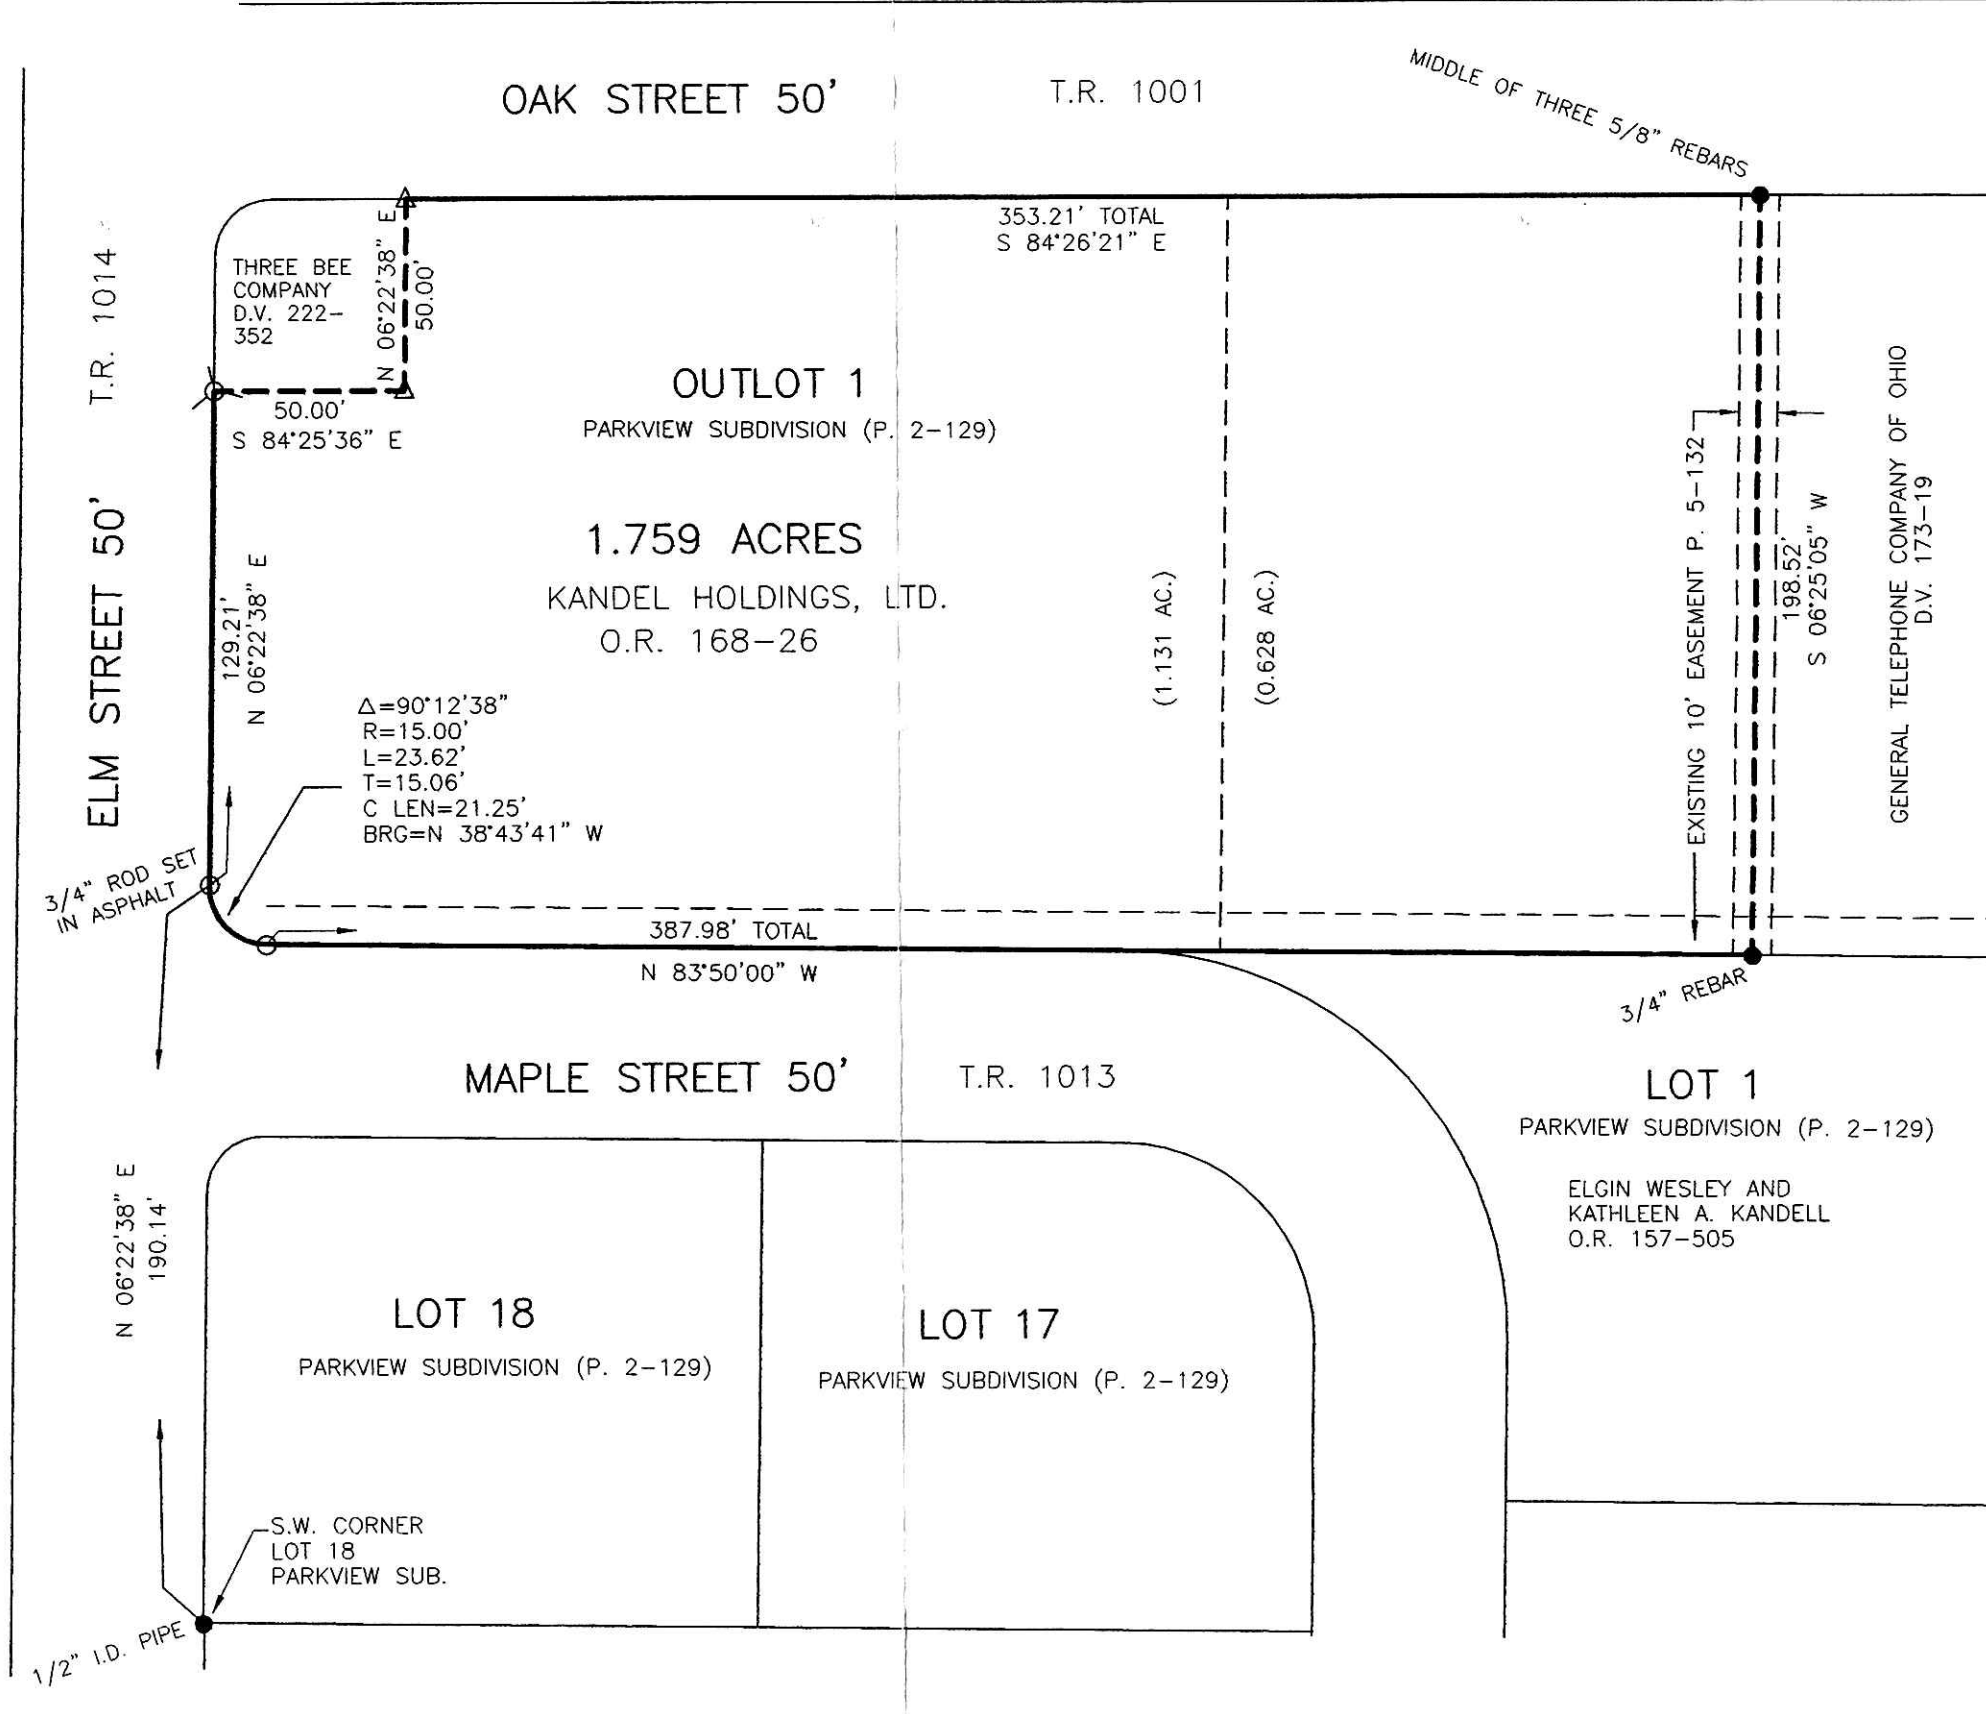 OAK STREET 50'
T.R. 1001
MIDDLE OF THREE 5/8" REBARS
353.21' TOTAL
S 84°26'21" E
THREE BEE
COMPANY
D.V. 222-
352
N 06°22'38" E
50.00'
T.R. 1014
50.00'
S 84°25'36" E
OUTLOT 1
PARKVIEW SUBDIVISION (P. 2-129)
1.759 ACRES
KANDEL HOLDINGS, LTD.
O.R. 168-26
(1.131 AC.)
(0.628 AC.)
EXISTING 10' EASEMENT P. 5-132
198.52'
S 06°25'05" W
GENERAL TELEPHONE COMPANY OF OHIO
D.V. 173-19
ELM STREET 50'
129.21'
N 06°22'38" E
Δ=90°12'38"
R=15.00'
L=23.62'
T=15.06'
C LEN=21.25'
BRG=N 38°43'41" W
3/4" ROD SET
IN ASPHALT
387.98' TOTAL
N 83°50'00" W
3/4" REBAR
MAPLE STREET 50'
T.R. 1013
LOT 1
PARKVIEW SUBDIVISION (P. 2-129)
ELGIN WESLEY AND
KATHLEEN A. KANDELL
O.R. 157-505
N 06°22'38" E
190.14'
LOT 18
PARKVIEW SUBDIVISION (P. 2-129)
LOT 17
PARKVIEW SUBDIVISION (P. 2-129)
S.W. CORNER
LOT 18
PARKVIEW SUB.
1/2" I.D. PIPE